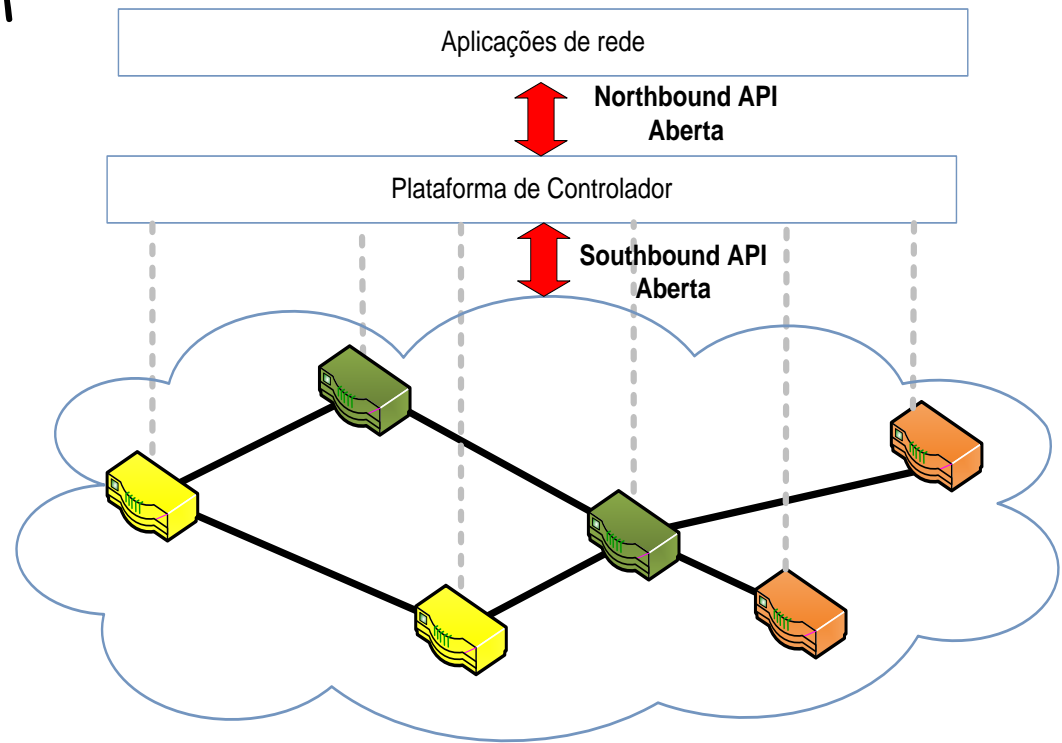 Aplicações de rede
Northbound API
Aberta
Plataforma de Controlador
Southbound API
Aberta